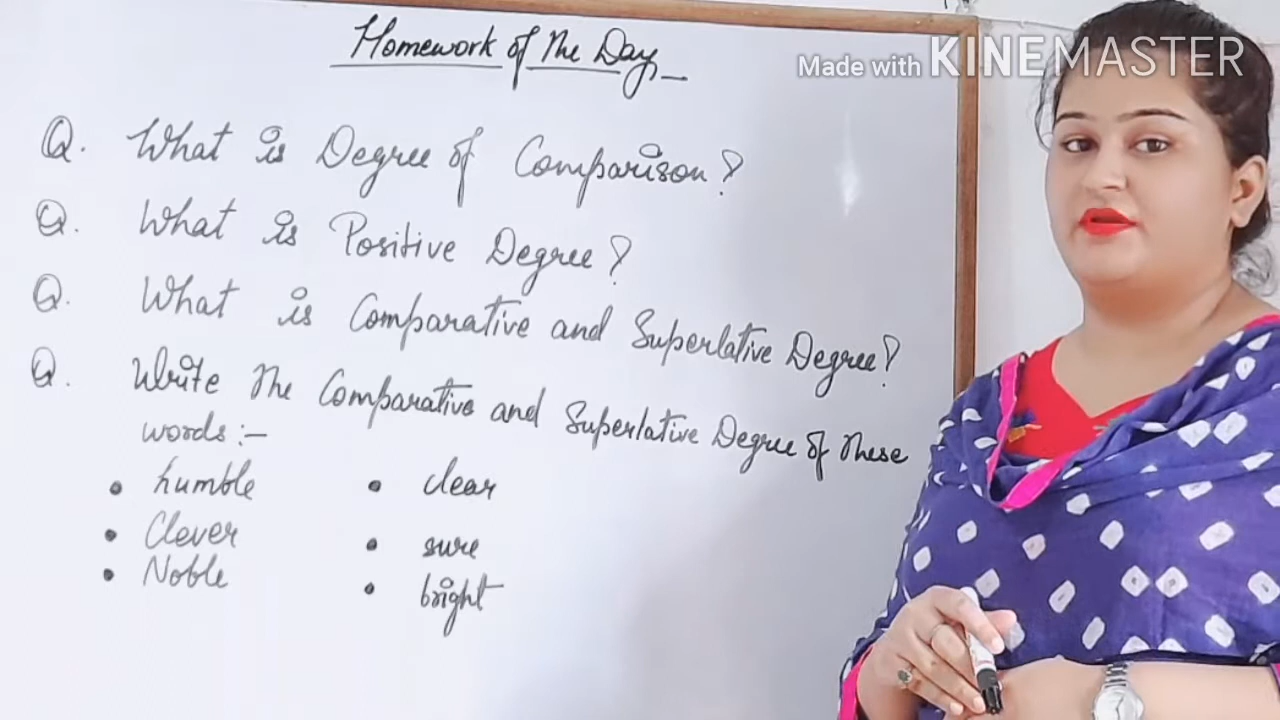 Homework of The Day
Made with KINEMASTER
Q. What is Degree of Comparison?
Q. What is Positive Degree?
Q. What is Comparative and Superlative Degree?
Q. Write The Comparative and Superlative Degree of These
words :-
• humble • clear
• Clever • sure
• Noble • bright